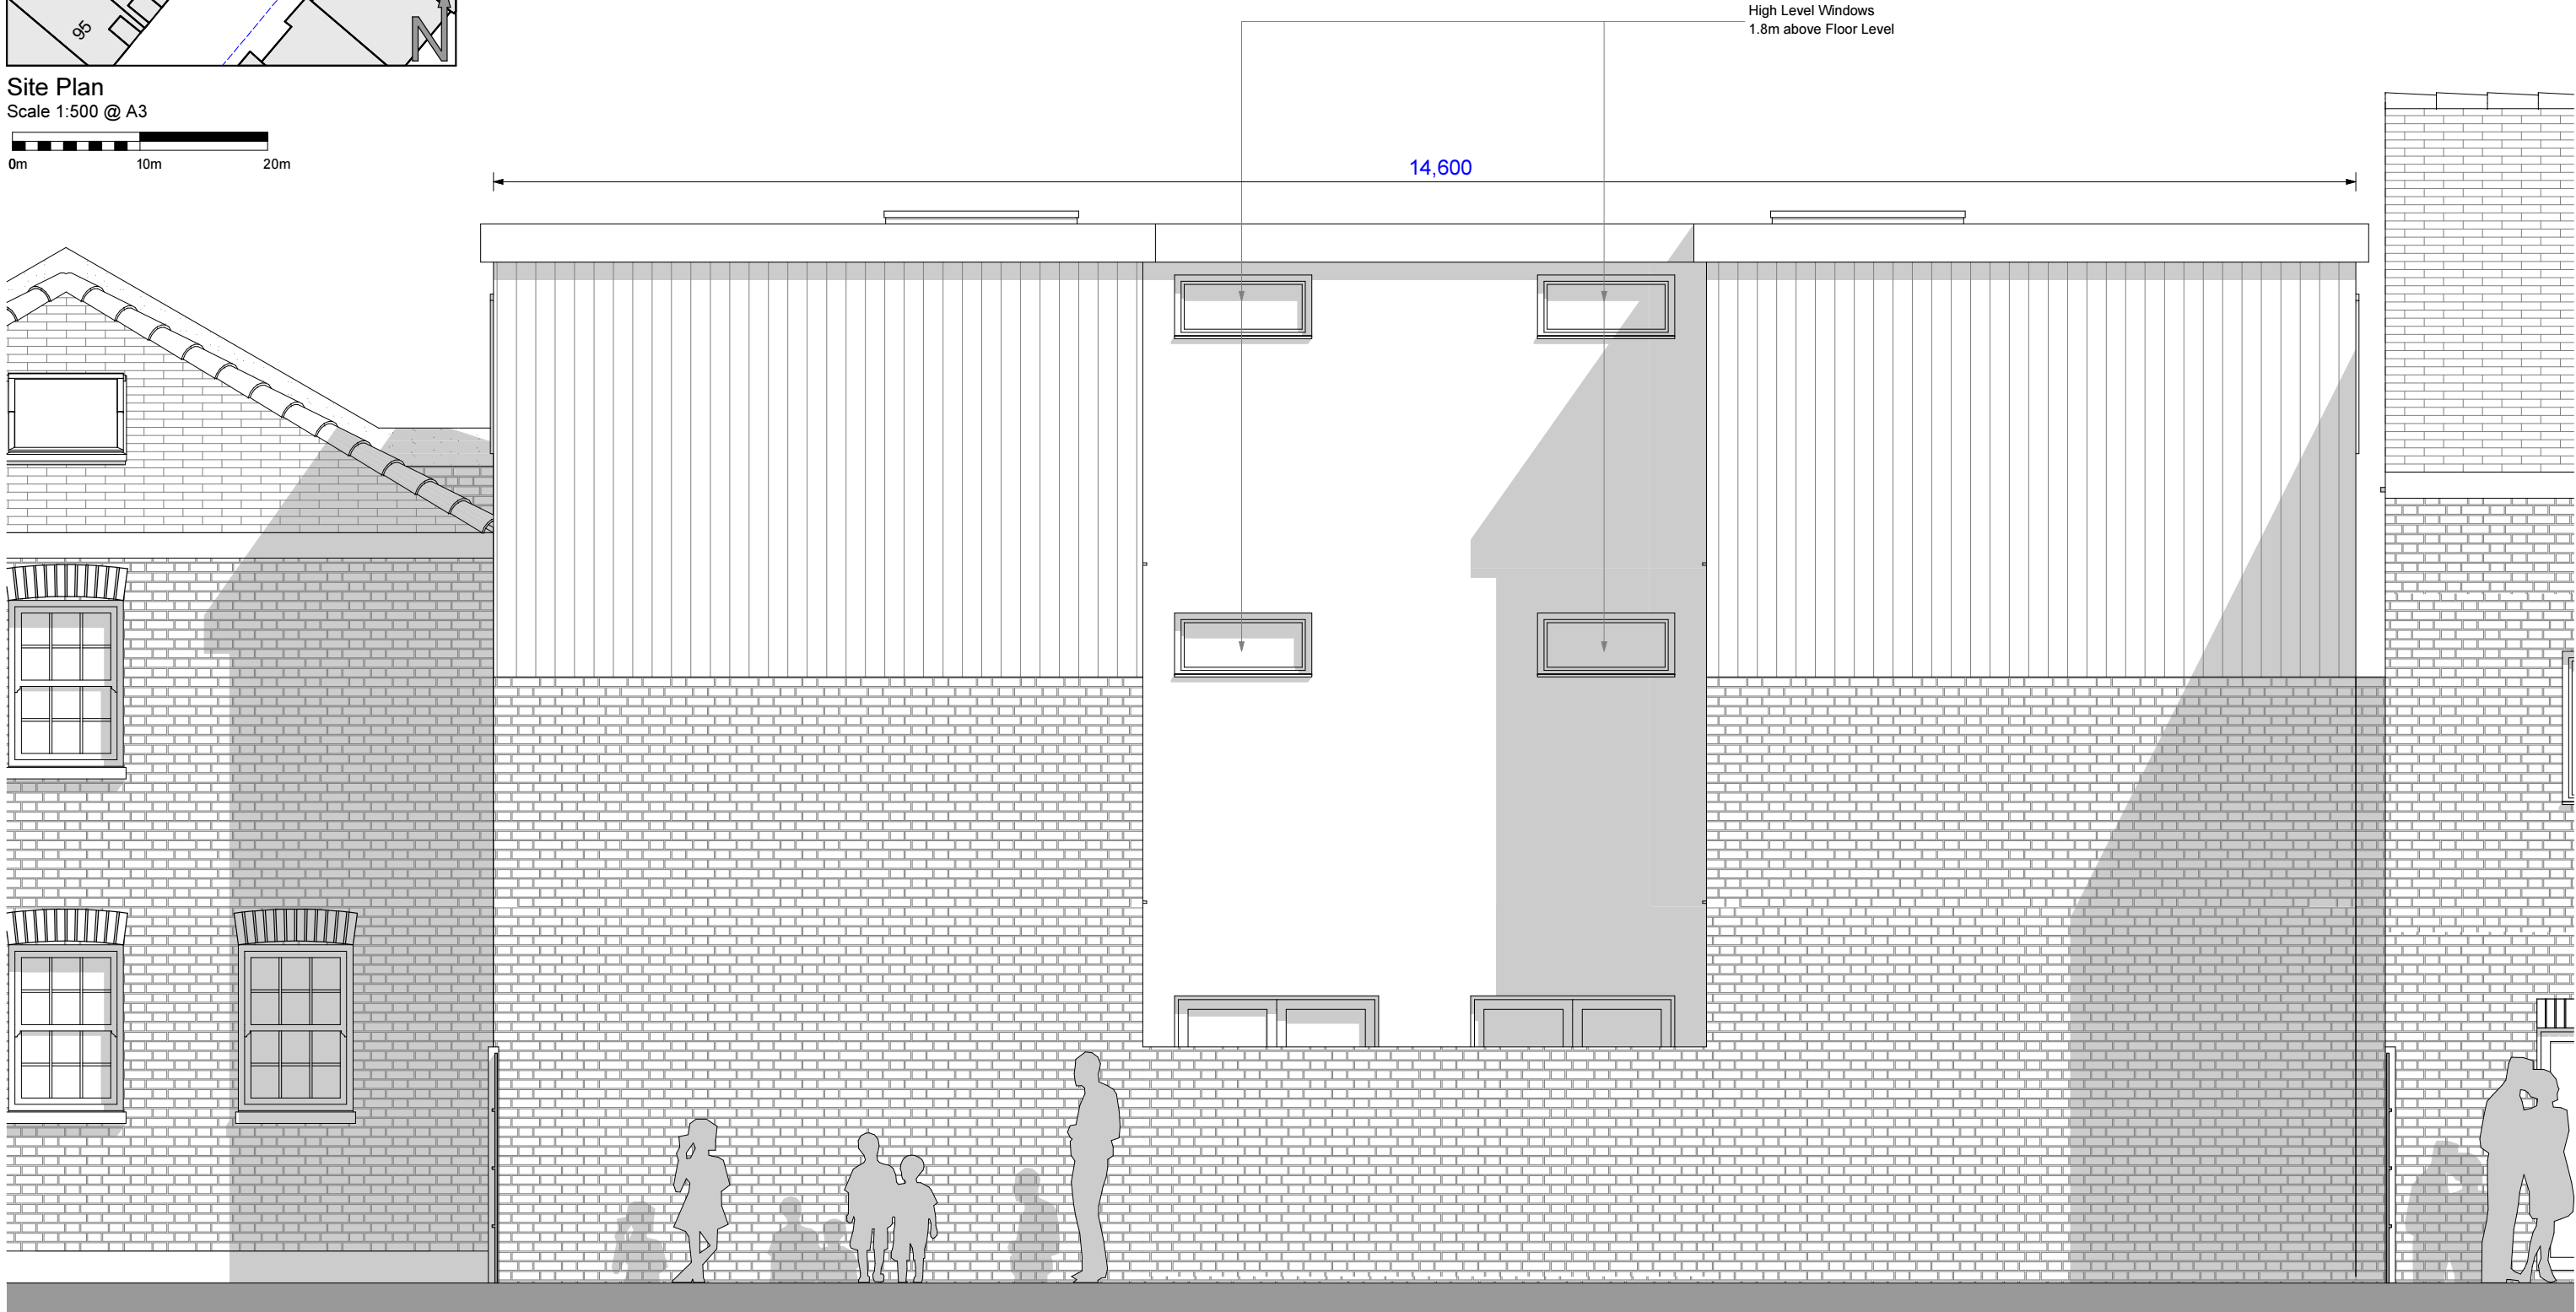 95
N
Site Plan
Scale 1:500 @ A3
0m 10m 20m
High Level Windows
1.8m above Floor Level
14,600